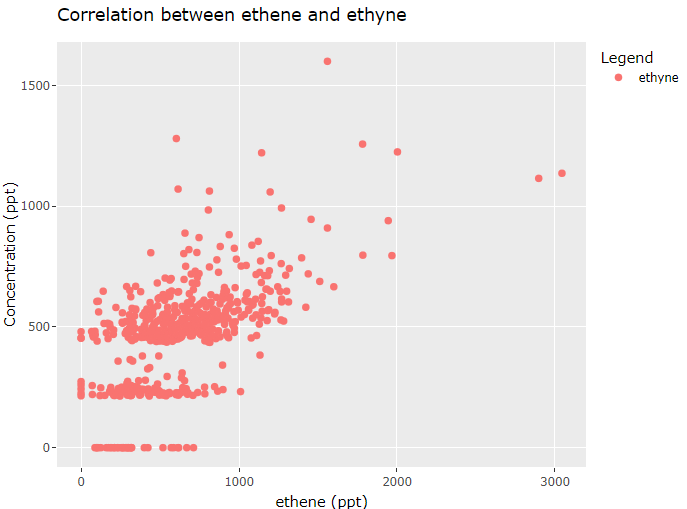 Correlation between ethene and ethyne
Legend
ethyne
Concentration (ppt)
1500
1000
500
0
0
1000
2000
3000
ethene (ppt)